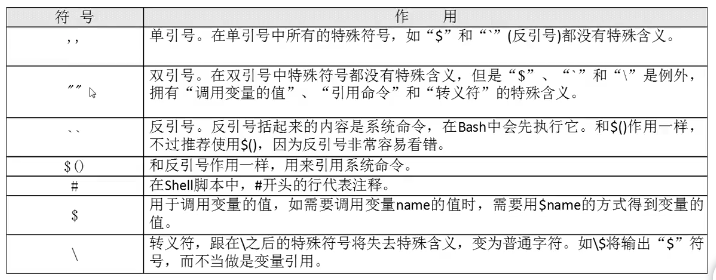 符 号 作 用
'' 单引号。在单引号中所有的特殊符号，如“$”和“`”(反引号)都没有特殊含义。
"" 双引号。在双引号中特殊符号都没有特殊含义，但是“$”、“`”和“\”是例外，
拥有“调用变量的值”、“引用命令”和“转义符”的特殊含义。
`` 反引号。反引号括起来的内容是系统命令，在Bash中会先执行它。和$()作用一样，
不过推荐使用$()，因为反引号非常容易看错。
$() 和反引号作用一样，用来引用系统命令。
# 在Shell脚本中，#开头的行代表注释。
$ 用于调用变量的值，如需要调用变量name的值时，需要用$name的方式得到变量的
值。
\ 转义符，跟在\之后的特殊符号将失去特殊含义，变为普通字符。如\$将输出“$”符
号，而不当做是变量引用。